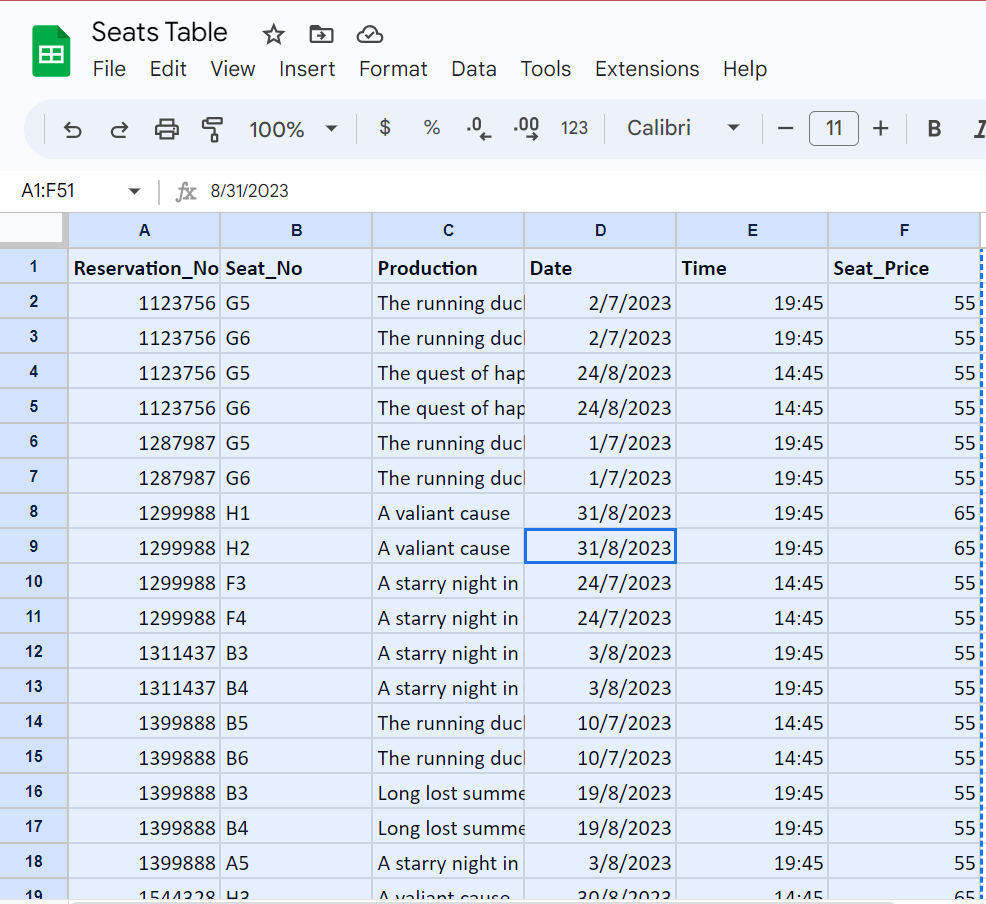 Seats Table
File Edit View Insert Format Data Tools Extensions Help
100% $ % .0 .00 123 Calibri 11 B I
A1:F51 fx 8/31/2023
A B C D E F
1 Reservation_No Seat_No Production Date Time Seat_Price
2 1123756 G5 The running duc 2/7/2023 19:45 55
3 1123756 G6 The running duc 2/7/2023 19:45 55
4 1123756 G5 The quest of hap 24/8/2023 14:45 55
5 1123756 G6 The quest of hap 24/8/2023 14:45 55
6 1287987 G5 The running duc 1/7/2023 19:45 55
7 1287987 G6 The running duc 1/7/2023 19:45 55
8 1299988 H1 A valiant cause 31/8/2023 19:45 65
9 1299988 H2 A valiant cause 31/8/2023 19:45 65
10 1299988 F3 A starry night in 24/7/2023 14:45 55
11 1299988 F4 A starry night in 24/7/2023 14:45 55
12 1311437 B3 A starry night in 3/8/2023 19:45 55
13 1311437 B4 A starry night in 3/8/2023 19:45 55
14 1399888 B5 The running duc 10/7/2023 14:45 55
15 1399888 B6 The running duc 10/7/2023 14:45 55
16 1399888 B3 Long lost summe 19/8/2023 19:45 55
17 1399888 B4 Long lost summe 19/8/2023 19:45 55
18 1399888 A5 A starry night in 3/8/2023 19:45 55
19 1544328 H3 A valiant cause 30/8/2023 14:45 65